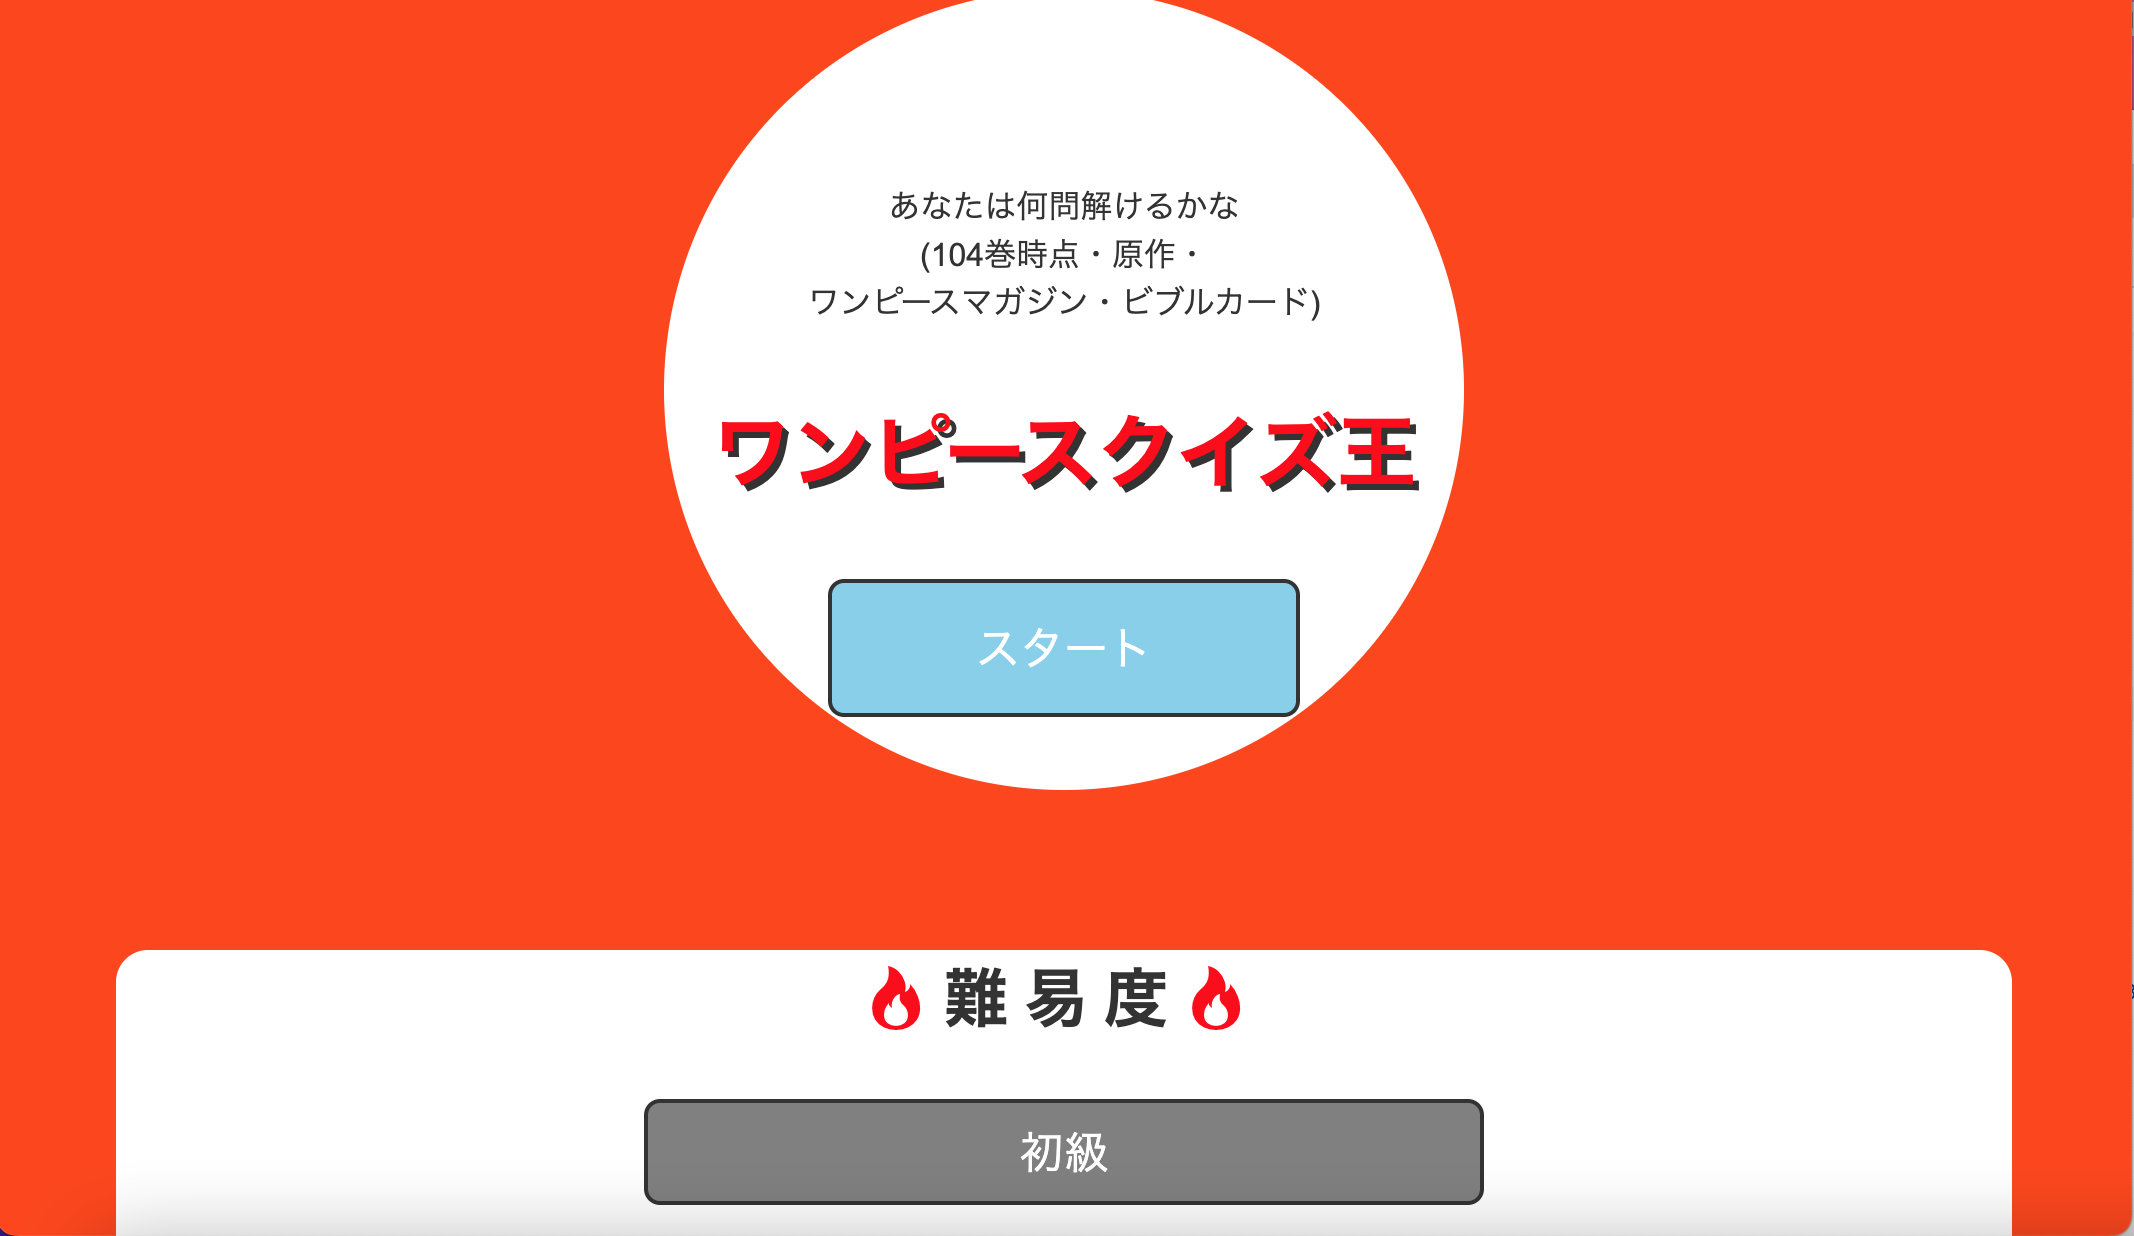 あなたは何問解けるかな
(104巻時点・原作・
ワンピースマガジン・ビブルカード)
ワンピースクイズ王
スタート
難易度
初級